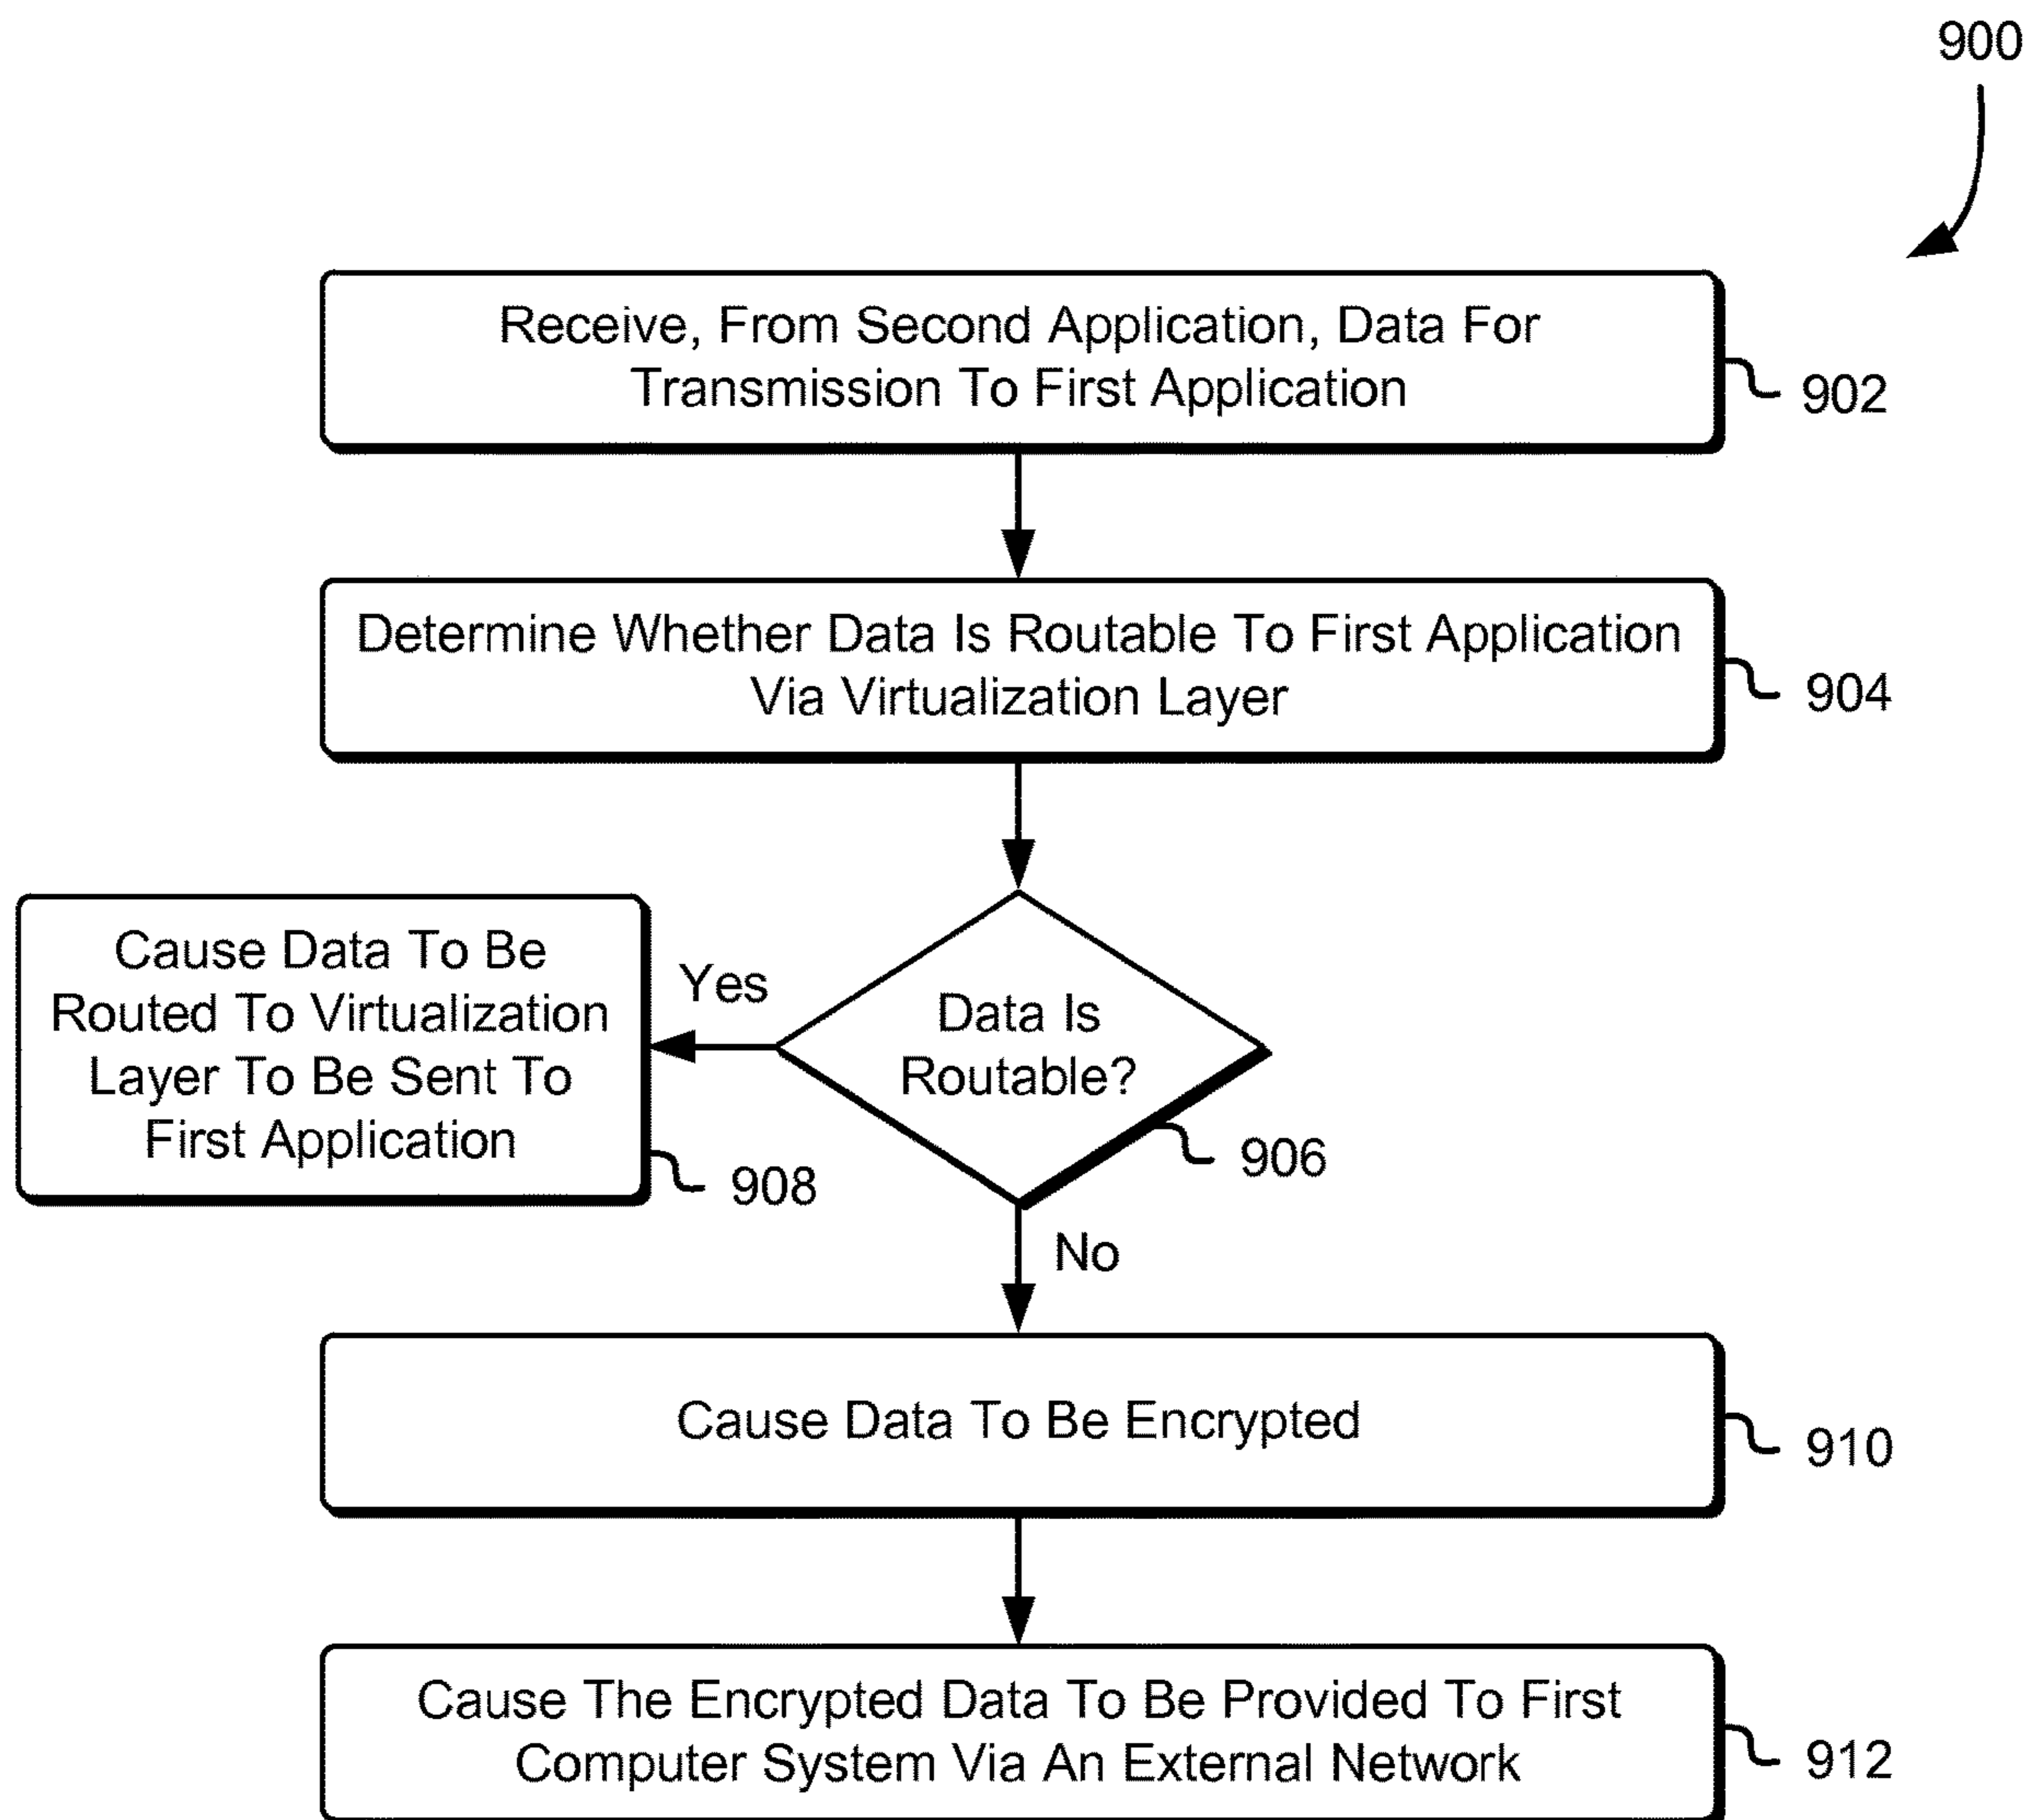 900
Receive, From Second Application, Data For
Transmission To First Application
902
Determine Whether Data Is Routable To First Application
Via Virtualization Layer
904
Cause Data To Be
Routed To Virtualization
Layer To Be Sent To
First Application
908
Yes
Data Is
Routable?
906
No
Cause Data To Be Encrypted
910
Cause The Encrypted Data To Be Provided To First
Computer System Via An External Network
912